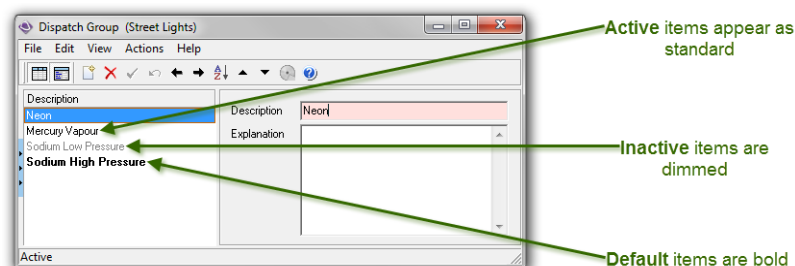 Dispatch Group (Street Lights)
File Edit View Actions Help
Description
Neon
Mercury Vapour
Sodium Low Pressure
Sodium High Pressure
Description Neon
Explanation
Active
Active items appear as
standard
Inactive items are
dimmed
Default items are bold